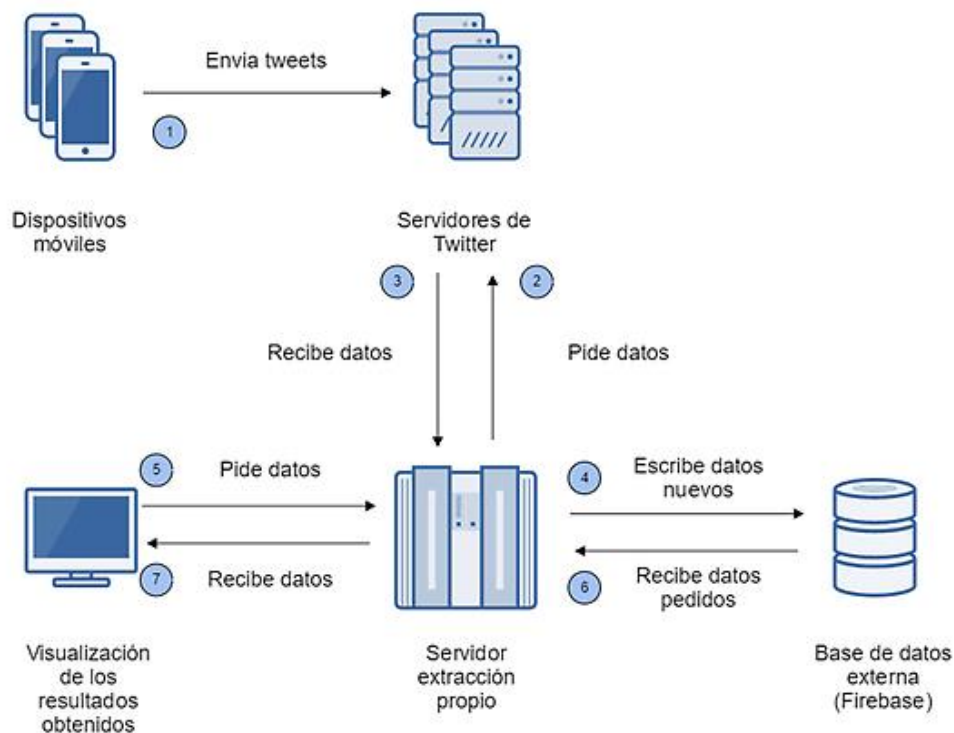 Envia tweets
1
Dispositivos
móviles
Servidores de
Twitter
3
2
Recibe datos
Pide datos
5
Pide datos
4
Escribe datos
nuevos
7
Recibe datos
6
Recibe datos
pedidos
Visualización
de los
resultados
obtenidos
Servidor
extracción
propio
Base de datos
externa
(Firebase)